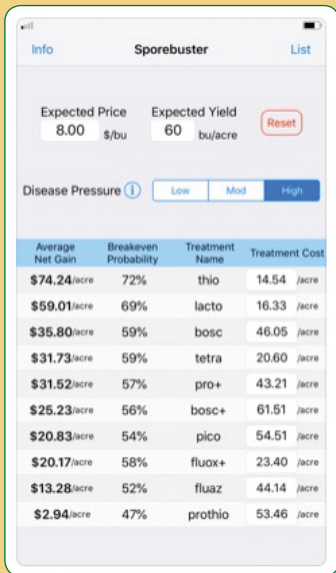 Info Sporebuster List
Expected Price Expected Yield
8.00 $/bu 60 bu/acre Reset
Disease Pressure i Low Mod High
Average Breakeven Treatment Treatment Cost
Net Gain Probability Name
$74.24/acre 72% thio 14.54 /acre
$59.01/acre 69% lacto 16.33 /acre
$35.80/acre 59% bosc 46.05 /acre
$31.73/acre 59% tetra 20.60 /acre
$31.52/acre 57% pro+ 43.21 /acre
$25.23/acre 56% bosc+ 61.51 /acre
$20.83/acre 54% pico 54.51 /acre
$20.17/acre 58% fluox+ 23.40 /acre
$13.28/acre 52% fluaz 44.14 /acre
$2.94/acre 47% prothio 53.46 /acre